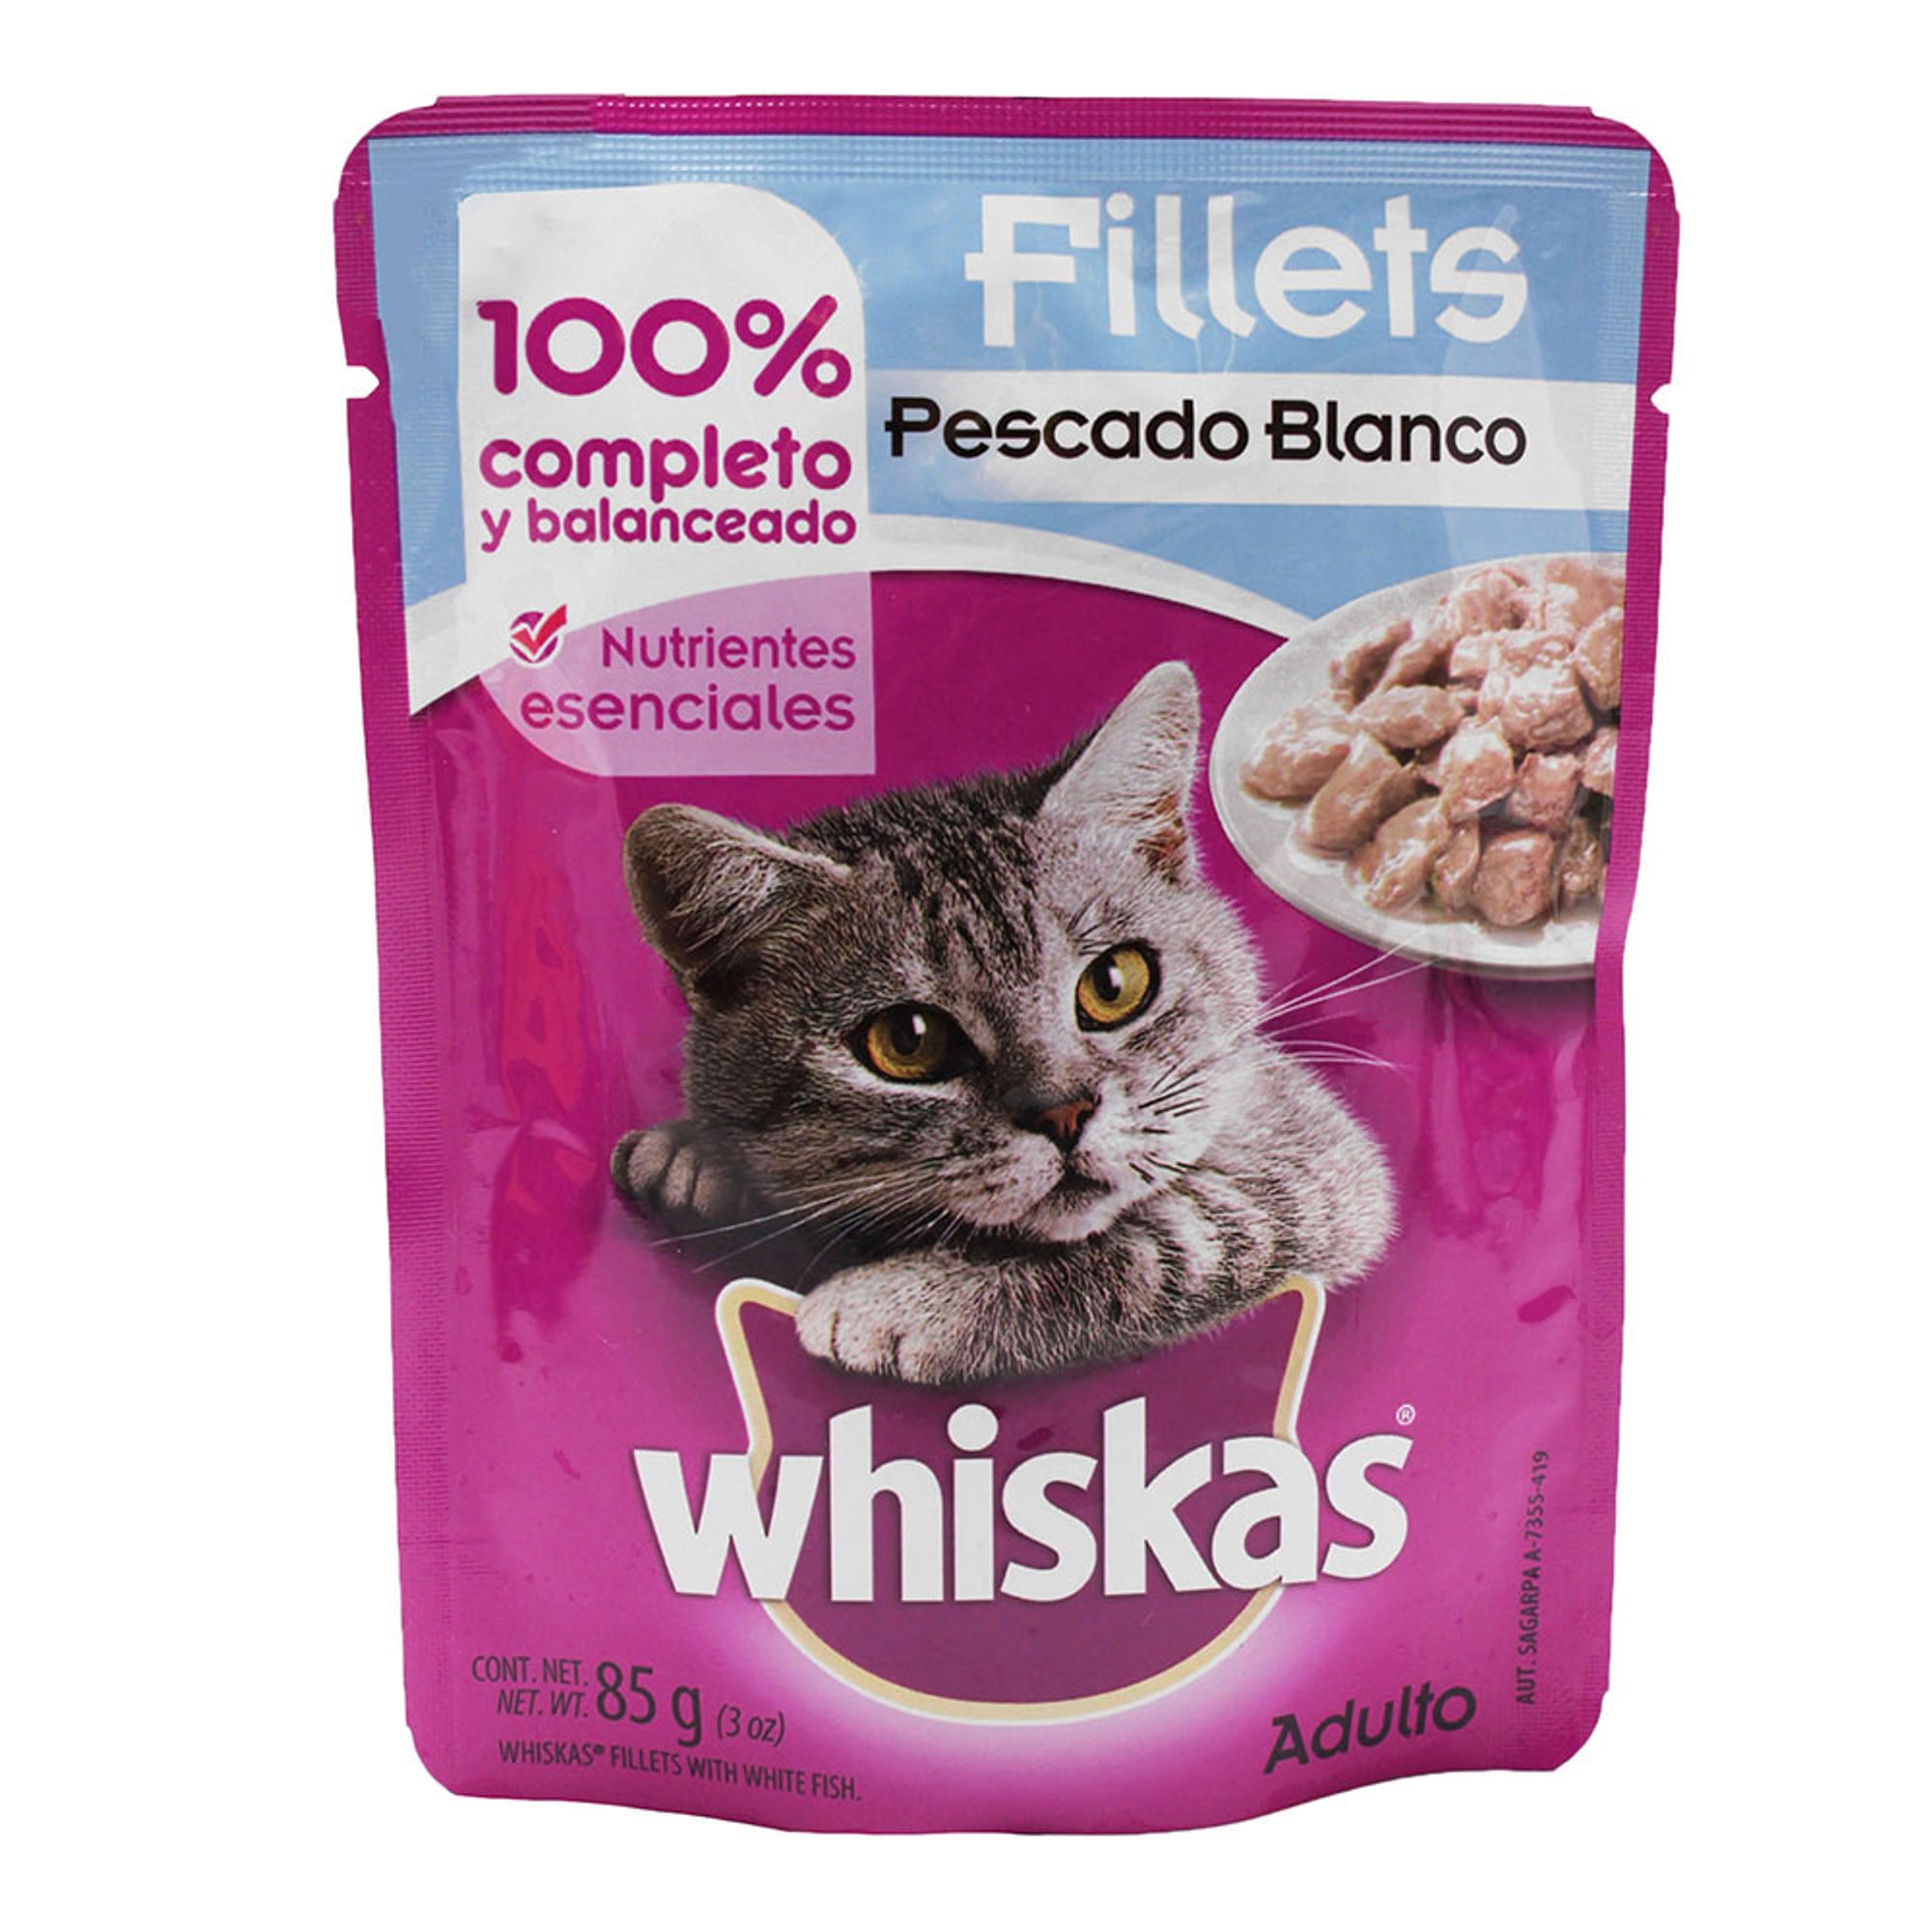 Fillets
Pescado Blanco
100%
completo
y balanceado
Nutrientes
esenciales
whiskas®
CONT. NET.
NET. WT.
85 g (3 oz)
WHISKAS® FILLETS WITH WHITE FISH.
Adulto
AUT. SAGARPA A-7355-419